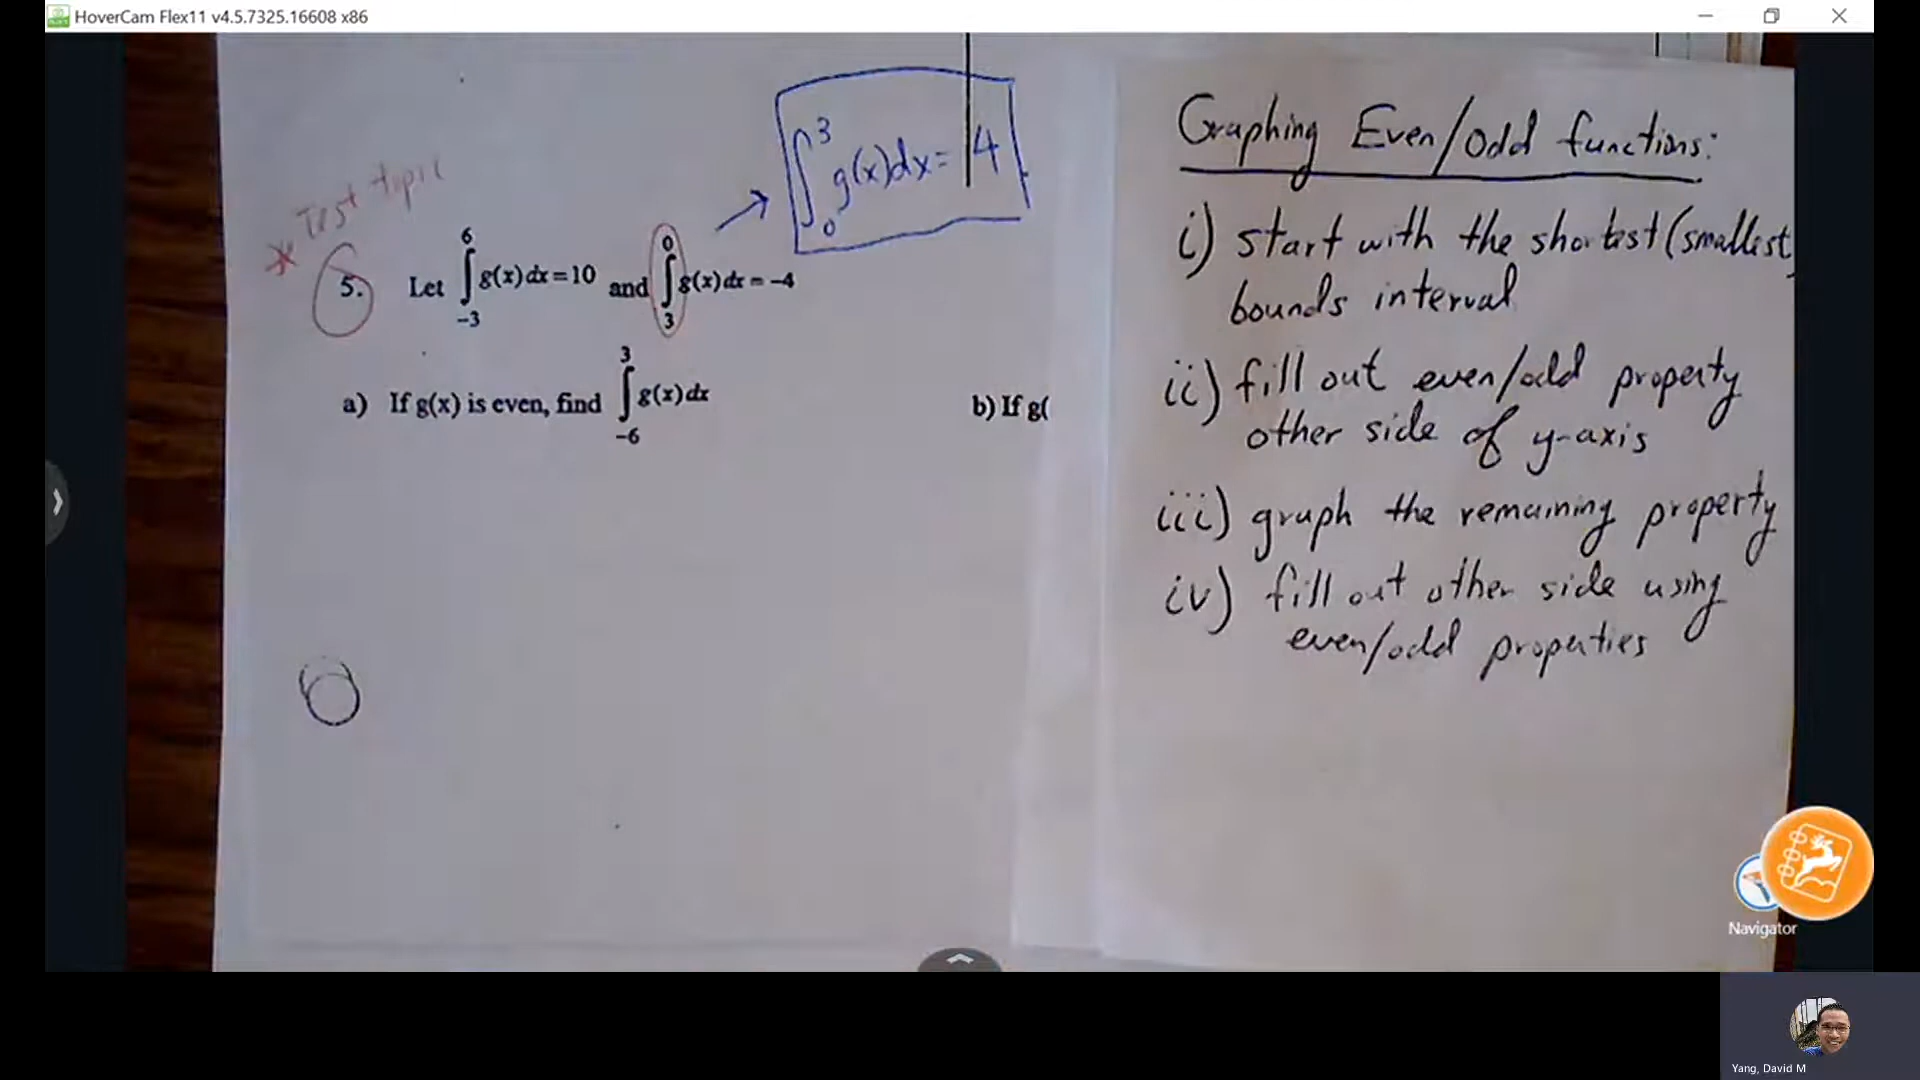 HoverCam Flex11 v4.5.7325.16608 x86
* Test topic
∫₀³ g(x)dx = 4
5. Let ∫₋₃⁶ g(x)dx = 10 and ∫₃⁰ g(x)dx = -4
a) If g(x) is even, find ∫₋₆³ g(x)dx
b) If g(
Graphing Even/Odd functions:
i) start with the shortest (smallest)
bounds interval
ii) fill out even/odd property
other side of y-axis
iii) graph the remaining property
iv) fill out other side using
even/odd properties
Navigator
Yang, David M